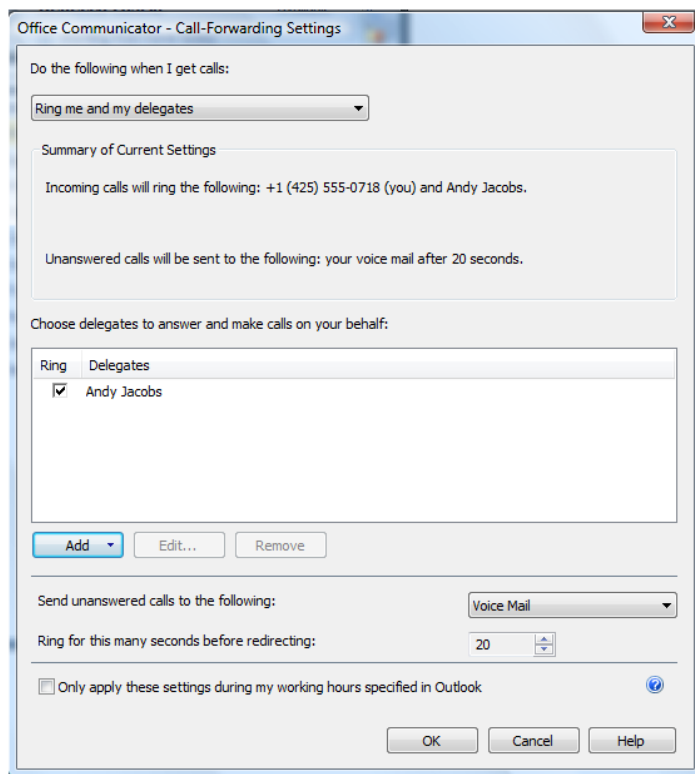 Office Communicator - Call-Forwarding Settings
Do the following when I get calls:
Ring me and my delegates
Summary of Current Settings
Incoming calls will ring the following: +1 (425) 555-0718 (you) and Andy Jacobs.
Unanswered calls will be sent to the following: your voice mail after 20 seconds.
Choose delegates to answer and make calls on your behalf:
Ring Delegates
Andy Jacobs
Add Edit... Remove
Send unanswered calls to the following: Voice Mail
Ring for this many seconds before redirecting: 20
Only apply these settings during my working hours specified in Outlook
OK Cancel Help